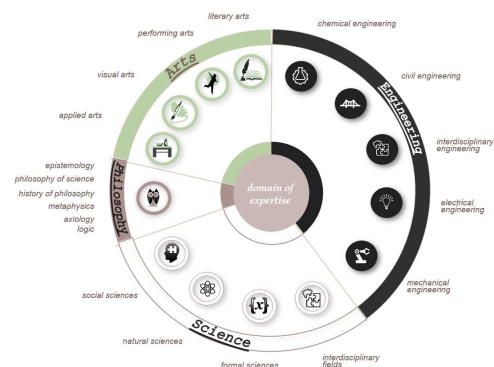 literary arts
performing arts
visual arts
applied arts
Arts
chemical engineering
civil engineering
interdisciplinary
engineering
electrical
engineering
mechanical
engineering
Engineering
epistemology
philosophy of science
history of philosophy
metaphysics
axiology
logic
Philosophy
domain of
expertise
social sciences
natural sciences
formal sciences
interdisciplinary
fields
Science
{x}